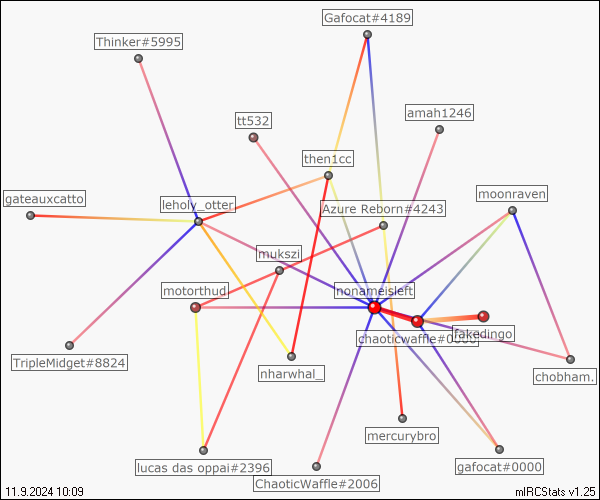 Gafocat#4189
Thinker#5995
amah1246
tt532
then1cc
moonraven
gateauxcatto
leholy_otter
Azure Reborn#4243
mukszi
motorthud
nonameisleft
fakedingo
chaoticwaffle#0000
TripleMidget#8824
nharwhal_
chobham.
mercurybro
lucas das oppai#2396
gafocat#0000
ChaoticWaffle#2006
11.9.2024 10:09
mIRCStats v1.25